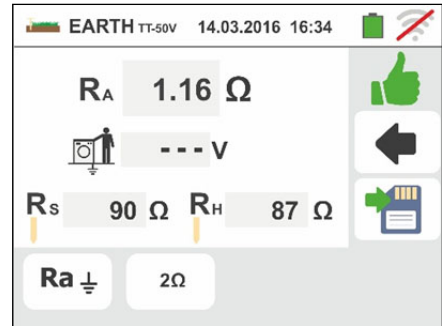 EARTH TT-50V 14.03.2016 16:34
RA 1.16 Ω
--- V
RS 90 Ω RH 87 Ω
Ra 2Ω